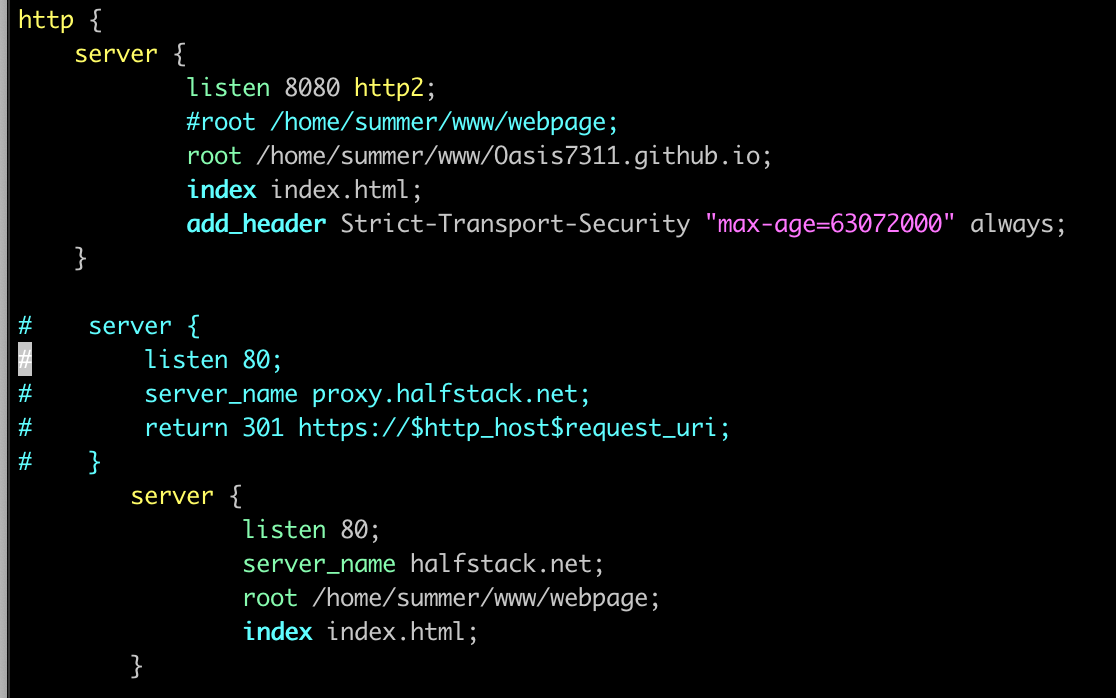 http {
    server {
            listen 8080 http2;
            #root /home/summer/www/webpage;
            root /home/summer/www/Oasis7311.github.io;
            index index.html;
            add_header Strict-Transport-Security "max-age=63072000" always;
    }

#    server {
#        listen 80;
#        server_name proxy.halfstack.net;
#        return 301 https://$http_host$request_uri;
#    }
        server {
                listen 80;
                server_name halfstack.net;
                root /home/summer/www/webpage;
                index index.html;
        }